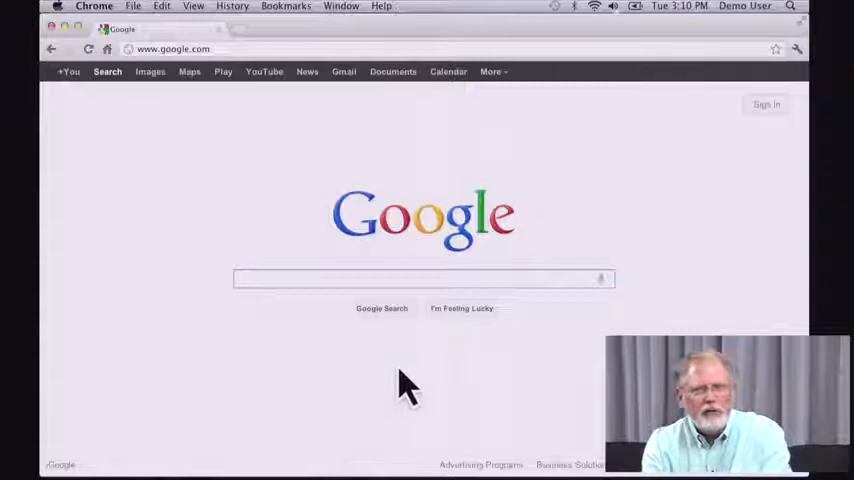 Chrome File Edit View History Bookmarks Window Help Tue 3:10 PM Demo User
Google
www.google.com
+You Search Images Maps Play YouTube News Gmail Documents Calendar More
Sign in
Google
Google Search I'm Feeling Lucky
+Google Advertising Programs Business Solution